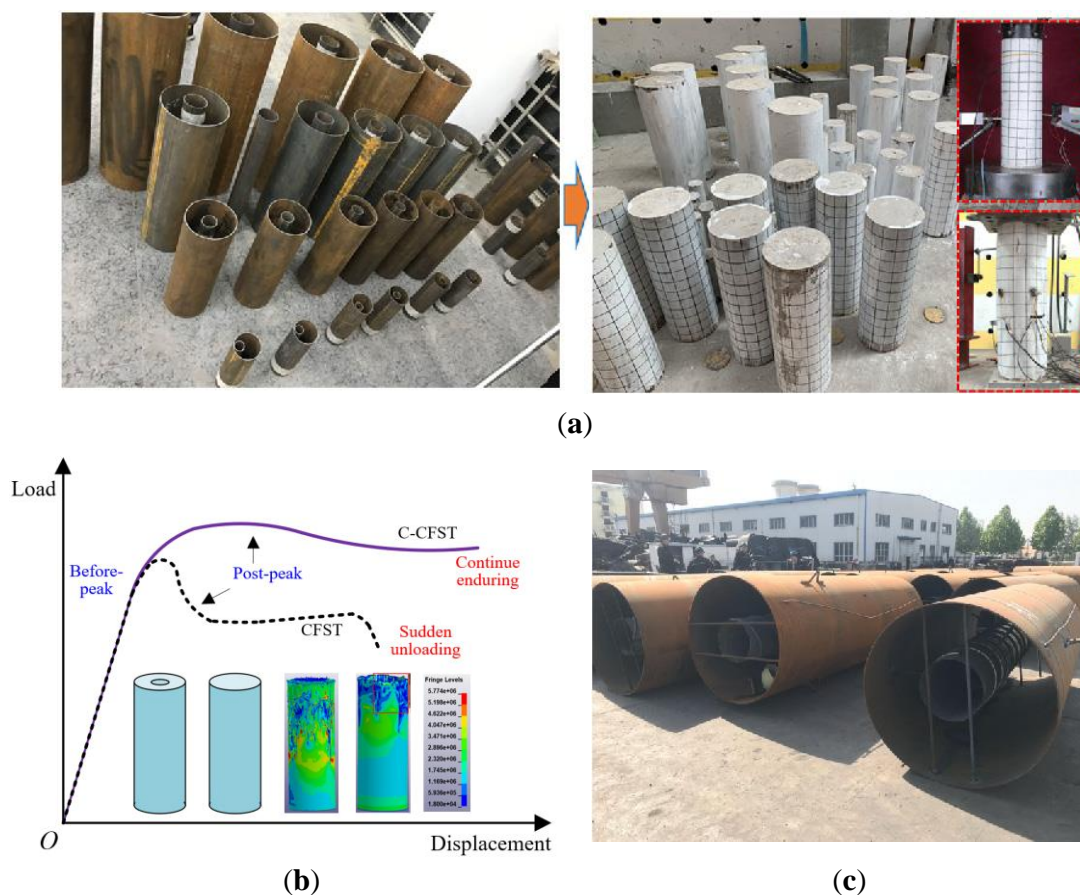 (a)
Load
C-CFST
Before-
peak
Post-peak
Continue
enduring
CFST
Sudden
unloading
Fringe Levels
5.774e+06
5.198e+06
4.622e+06
4.047e+06
3.471e+06
2.896e+06
2.320e+06
1.745e+06
1.169e+06
5.936e+05
1.800e+04
O
Displacement
(b)
(c)